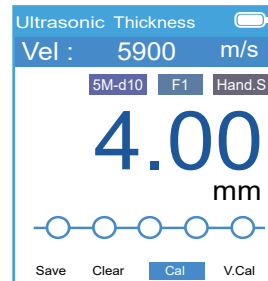 Ultrasonic Thickness
Vel : 5900 m/s
5M-d10 F1 Hand.S
4.00
mm
Save Clear Cal V.Cal